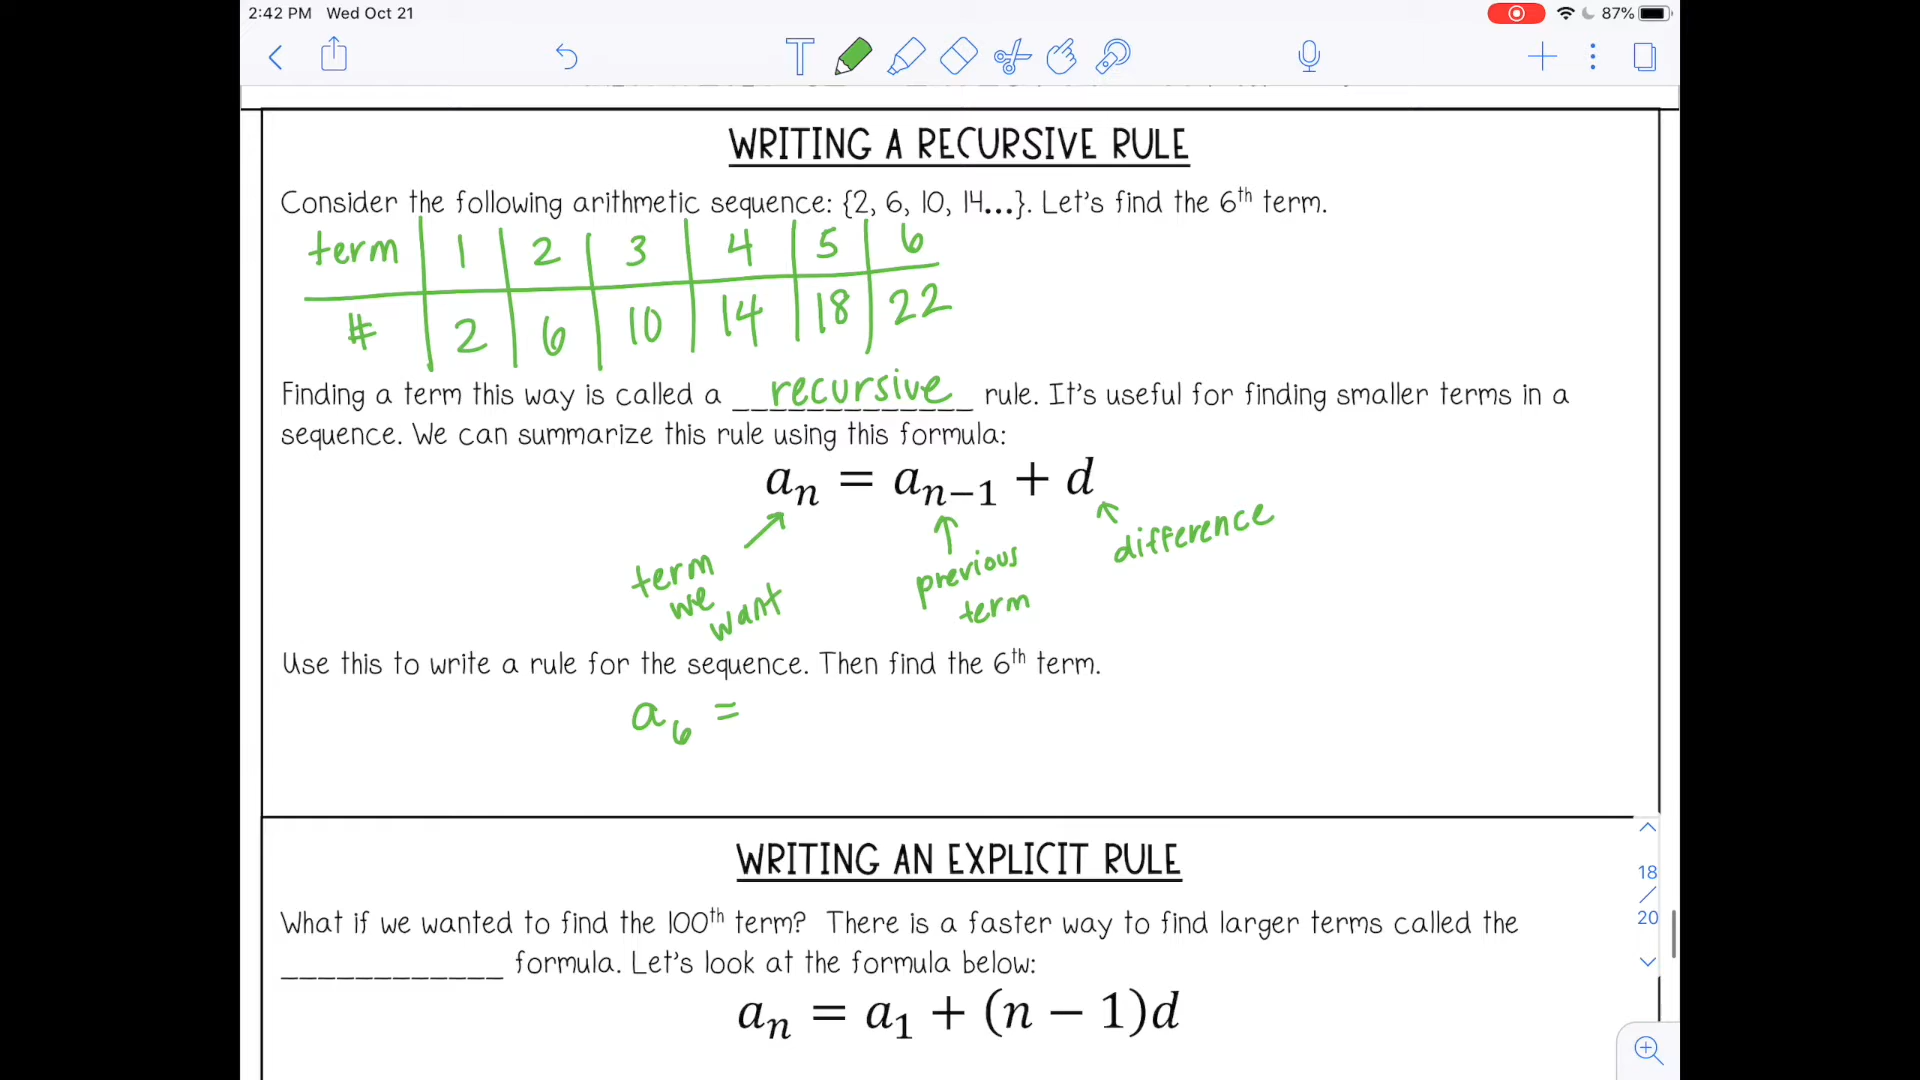 2:42 PM Wed Oct 21
87%
WRITING A RECURSIVE RULE
Consider the following arithmetic sequence: {2, 6, 10, 14...}. Let's find the 6th term.
term 1 2 3 4 5 6
# 2 6 10 14 18 22
Finding a term this way is called a recursive rule. It's useful for finding smaller terms in a
sequence. We can summarize this rule using this formula:
aₙ = aₙ₋₁ + d
difference
term we want
previous term
Use this to write a rule for the sequence. Then find the 6th term.
a₆ =
WRITING AN EXPLICIT RULE
18
/
20
What if we wanted to find the 100th term? There is a faster way to find larger terms called the
____________ formula. Let's look at the formula below:
aₙ = a₁ + (n − 1)d